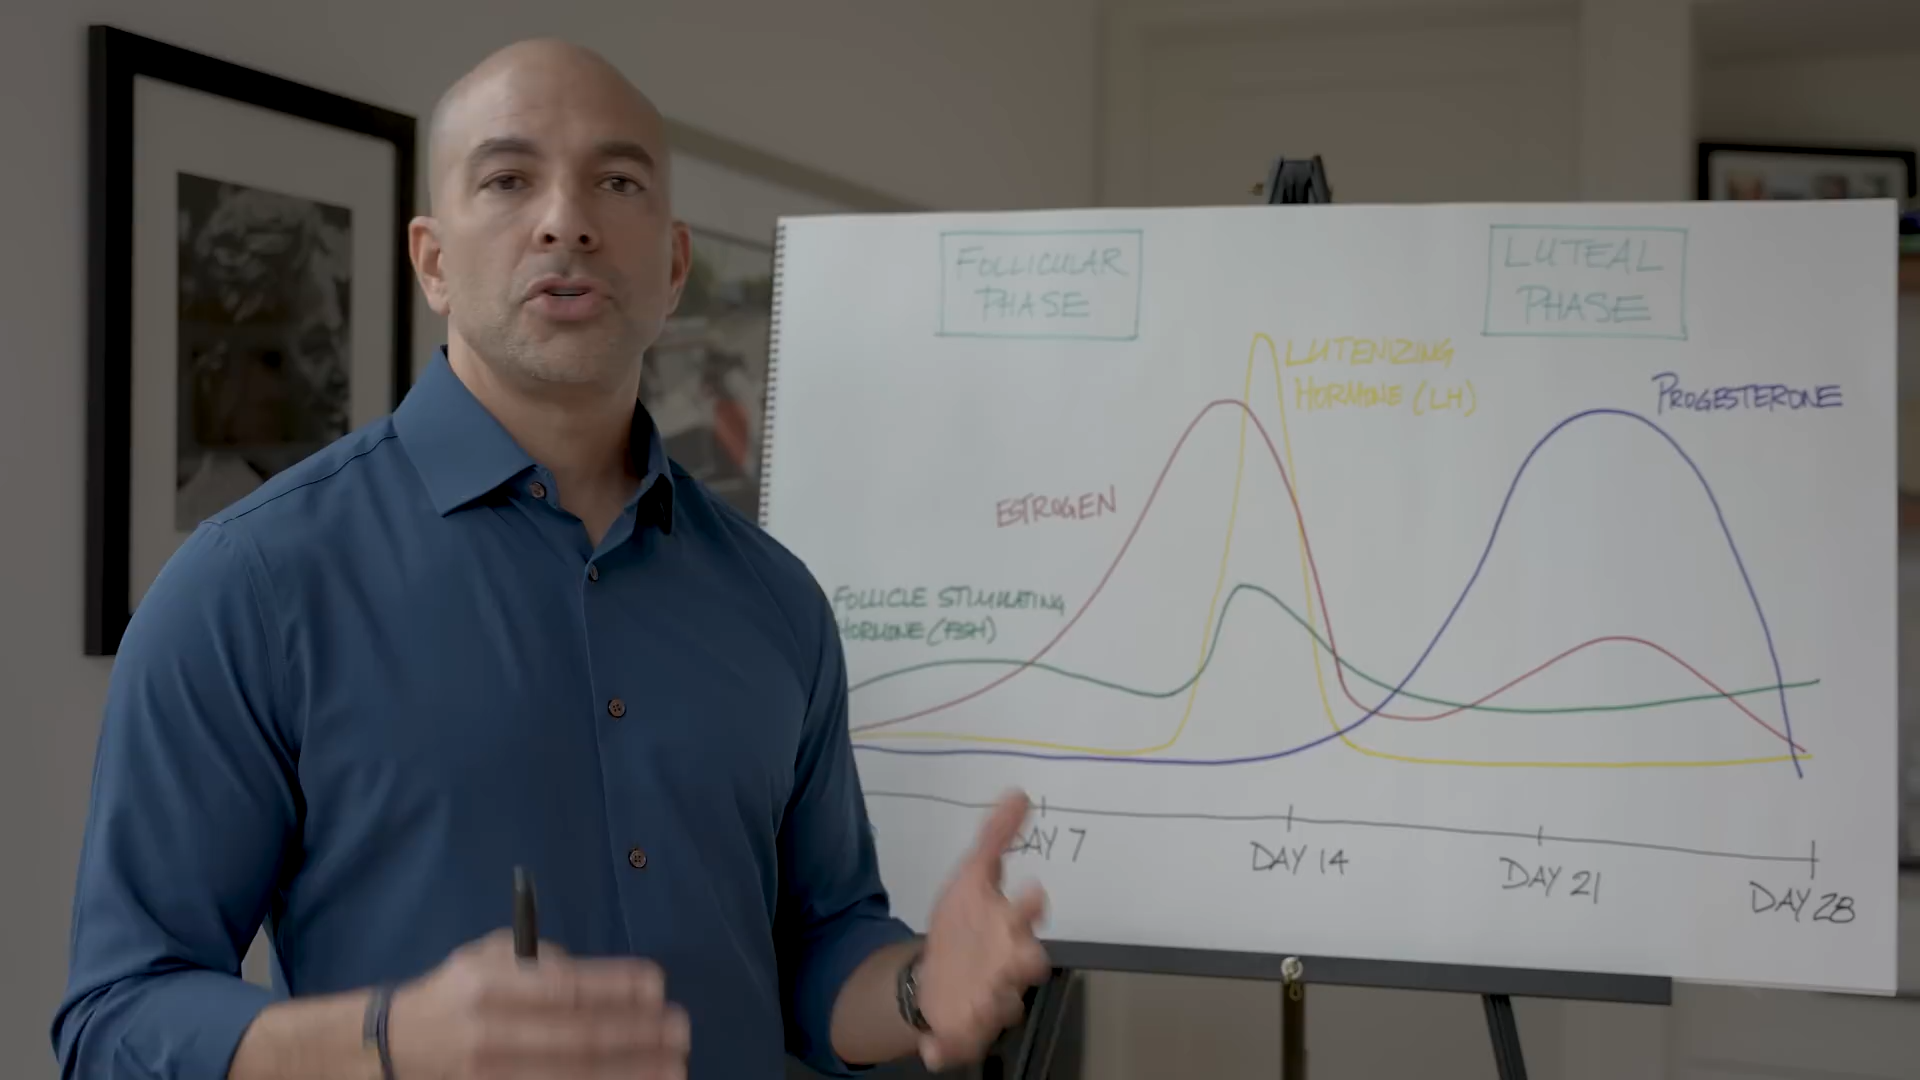 FOLLICULAR
PHASE
LUTEAL
PHASE
LUTENIZING
HORMONE (LH)
PROGESTERONE
ESTROGEN
FOLLICLE STIMULATING
HORMONE (FSH)
DAY 7
DAY 14
DAY 21
DAY 28